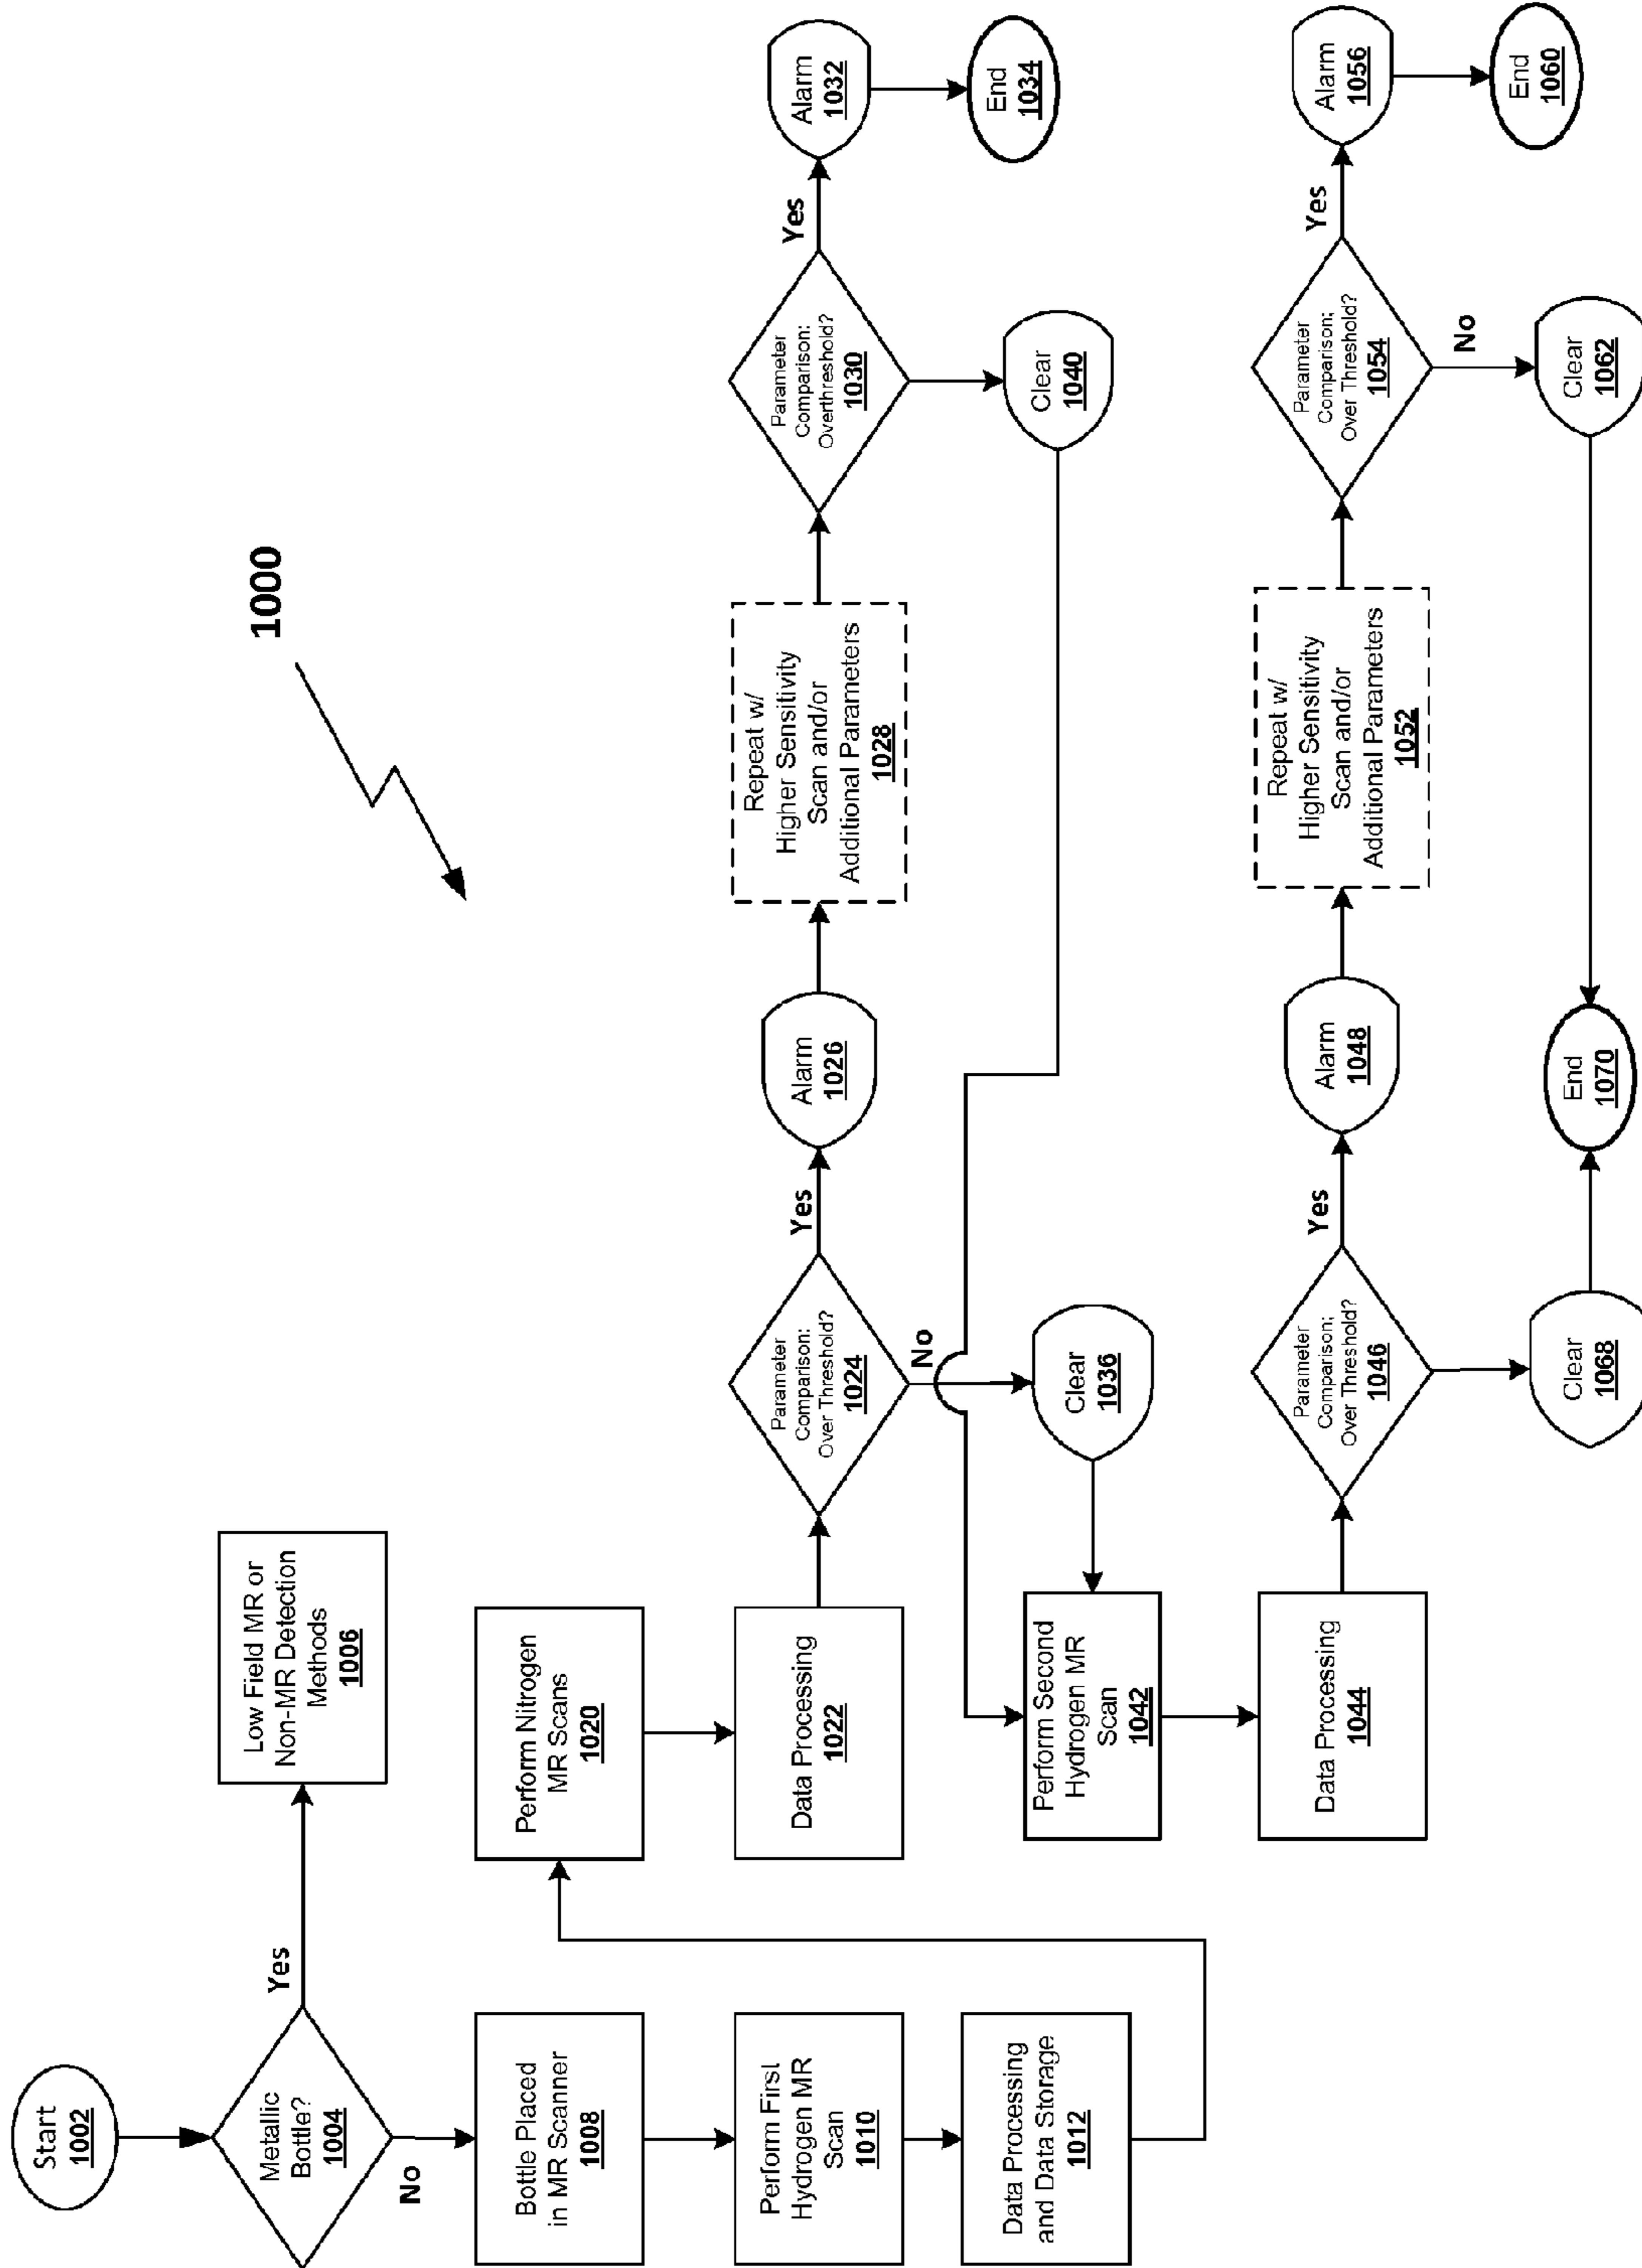 1000
Start
1002
Metallic
Bottle?
1004
Yes
Low Field MR or
Non-MR Detection
Methods
1006
No
Bottle Placed
in MR Scanner
1008
Perform First
Hydrogen MR
Scan
1010
Data Processing
and Data Storage
1012
Perform Nitrogen
MR Scans
1020
Data Processing
1022
Parameter
Comparison:
Over Threshold?
1024
Yes
Alarm
1026
Repeat w/
Higher Sensitivity
Scan and/or
Additional Parameters
1028
Parameter
Comparison:
Overthreshold?
1030
Yes
Alarm
1032
End
1034
No
Clear
1036
Clear
1040
Perform Second
Hydrogen MR
Scan
1042
Data Processing
1044
Parameter
Comparison;
Over Threshold?
1046
Yes
Alarm
1048
Repeat w/
Higher Sensitivity
Scan and/or
Additional Parameters
1052
Parameter
Comparison;
Over Threshold?
1054
Yes
Alarm
1056
End
1060
No
Clear
1062
Clear
1068
End
1070